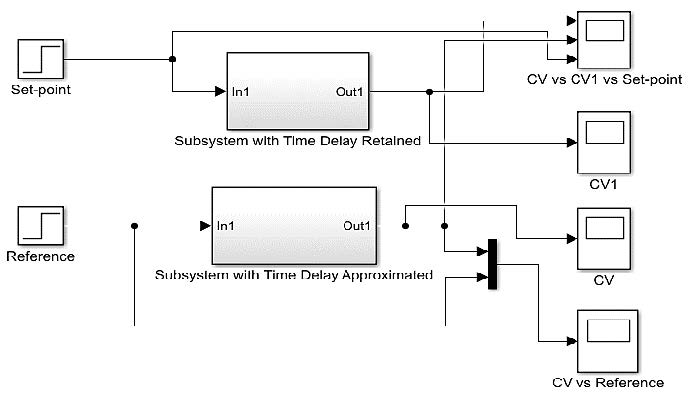 CV vs CV1 vs Set-point
Set-point
In1
Out1
Subsystem with Time Delay Retained
CV1
In1
Out1
Reference
Subsystem with Time Delay Approximated
CV
CV vs Reference